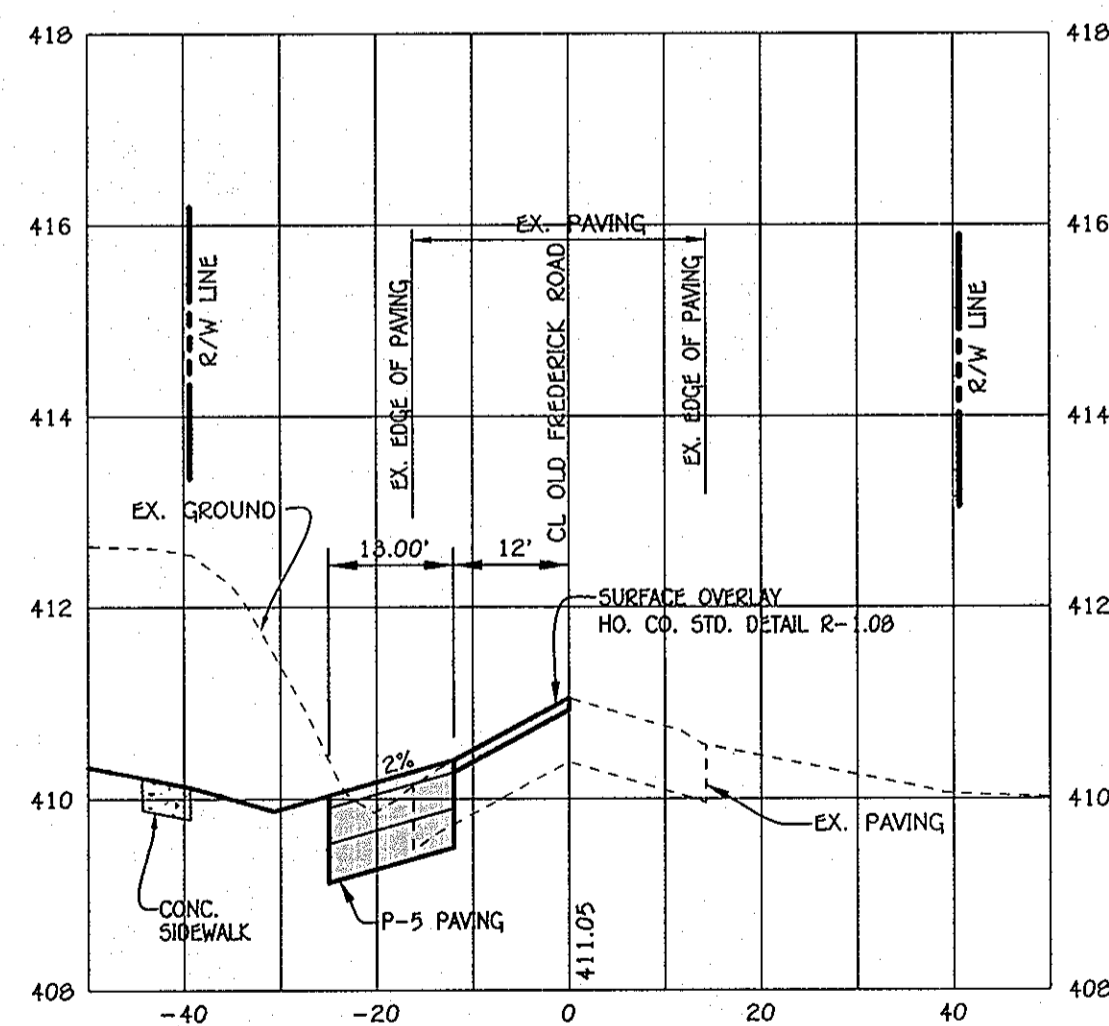 418
418
416
416
414
414
412
412
410
410
408
408
R/W LINE
EX. PAVING
EX. EDGE OF PAVING
CL OLD FREDERICK ROAD
EX. EDGE OF PAVING
R/W LINE
EX. GROUND
13.00'
12'
SURFACE OVERLAY
HO. CO. STD. DETAIL R-1.08
2%
EX. PAVING
CONC.
SIDEWALK
P-5 PAVING
411.05
-40
-20
0
20
40